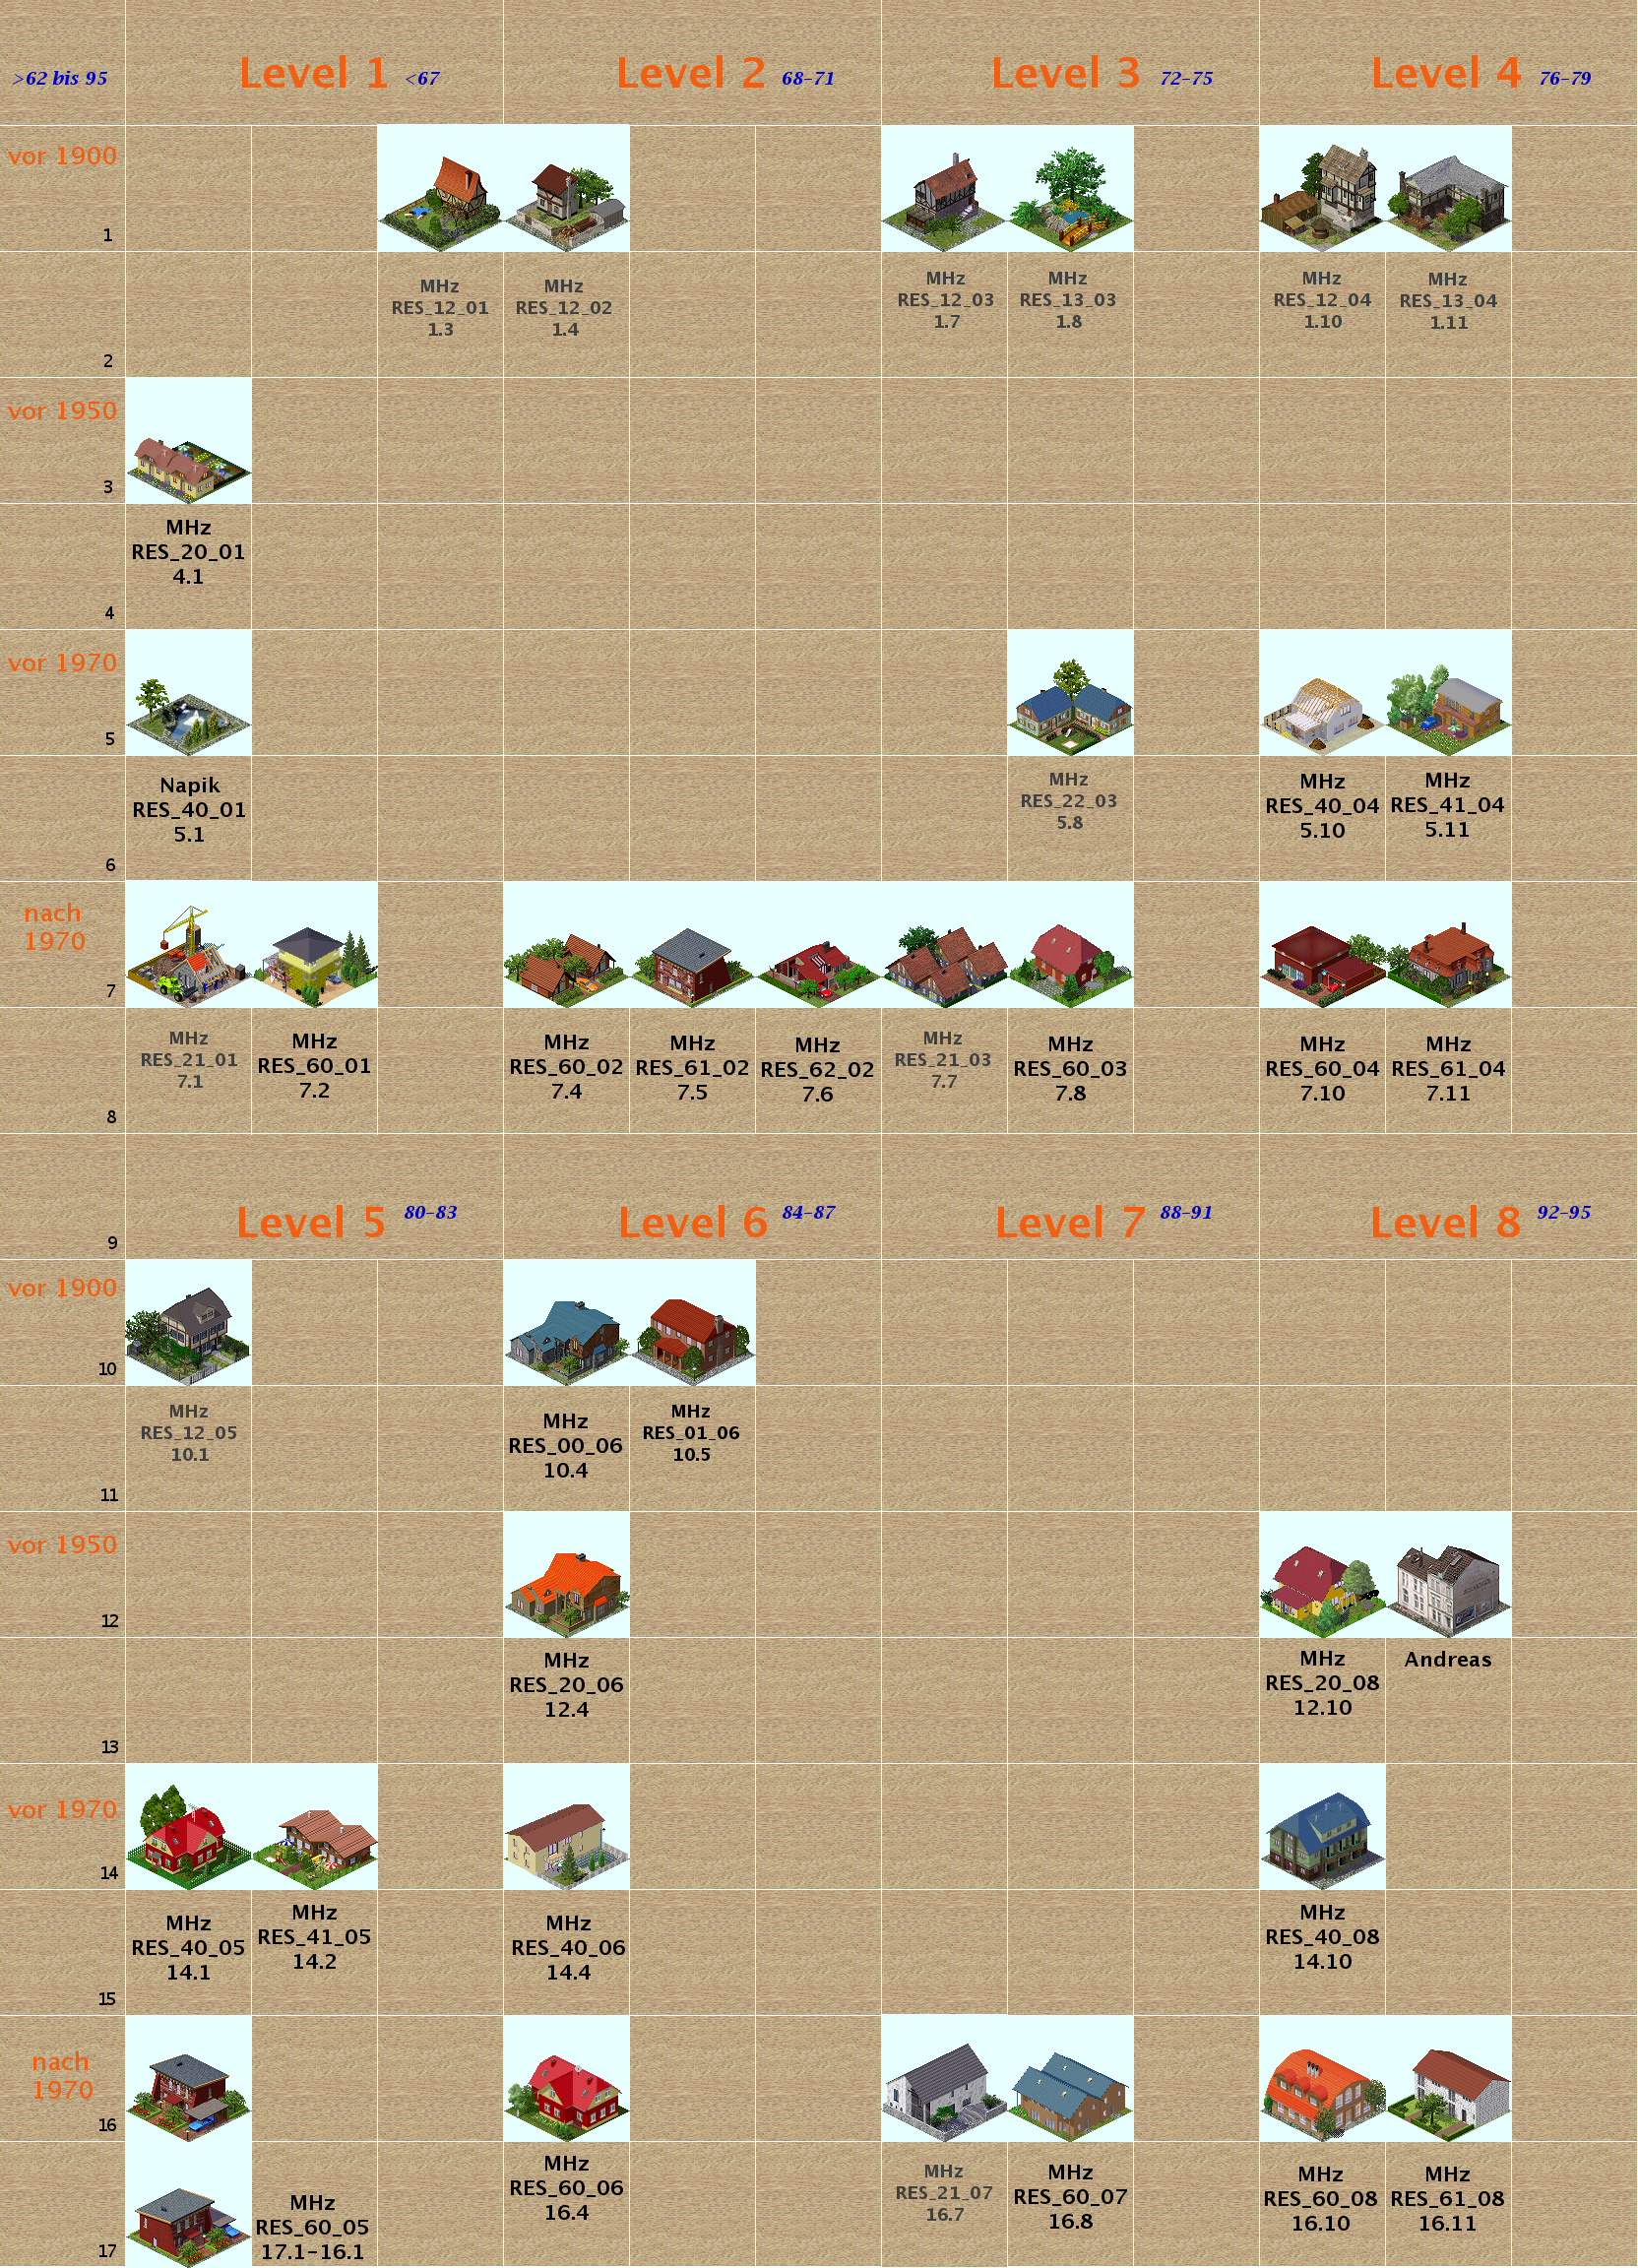 >62 bis 95
Level 1 <67
Level 2 68-71
Level 3 72-75
Level 4 76-79
vor 1900
1
MHz
RES_12_01
1.3
MHz
RES_12_02
1.4
MHz
RES_12_03
1.7
MHz
RES_13_03
1.8
MHz
RES_12_04
1.10
MHz
RES_13_04
1.11
2
vor 1950
3
MHz
RES_20_01
4.1
4
vor 1970
5
Napik
RES_40_01
5.1
MHz
RES_22_03
5.8
MHz
RES_40_04
5.10
MHz
RES_41_04
5.11
6
nach
1970
7
MHz
RES_21_01
7.1
MHz
RES_60_01
7.2
MHz
RES_60_02
7.4
MHz
RES_61_02
7.5
MHz
RES_62_02
7.6
MHz
RES_21_03
7.7
MHz
RES_60_03
7.8
MHz
RES_60_04
7.10
MHz
RES_61_04
7.11
8
Level 5 80-83
Level 6 84-87
Level 7 88-91
Level 8 92-95
9
vor 1900
10
MHz
RES_12_05
10.1
MHz
RES_00_06
10.4
MHz
RES_01_06
10.5
11
vor 1950
12
MHz
RES_20_06
12.4
MHz
RES_20_08
12.10
Andreas
13
vor 1970
14
MHz
RES_40_05
14.1
MHz
RES_41_05
14.2
MHz
RES_40_06
14.4
MHz
RES_40_08
14.10
15
nach
1970
16
MHz
RES_60_05
17.1-16.1
MHz
RES_60_06
16.4
MHz
RES_21_07
16.7
MHz
RES_60_07
16.8
MHz
RES_60_08
16.10
MHz
RES_61_08
16.11
17